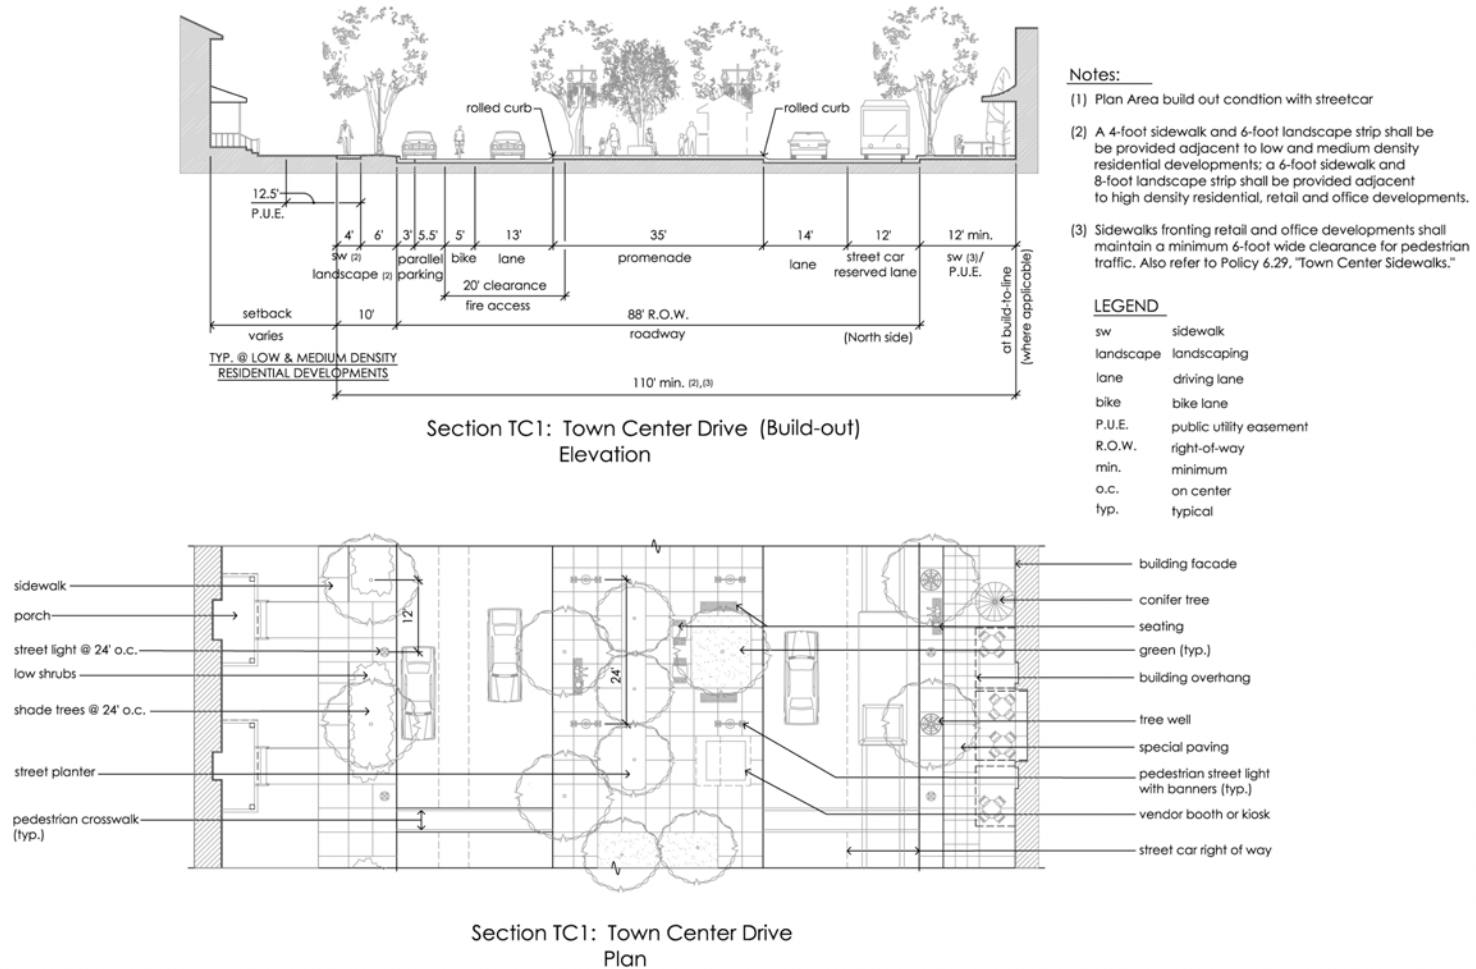 rolled curb
rolled curb
12.5'
P.U.E.
4'
6'
3'
5.5'
5'
13'
35'
14'
12'
12' min.
sw (2)
landscape (2)
parallel
parking
bike
lane
promenade
lane
street car
reserved lane
sw (3)/
P.U.E.
20' clearance
fire access
setback
varies
10'
88' R.O.W.
roadway
(North side)
at build-to-line
(where applicable)
TYP. @ LOW & MEDIUM DENSITY
RESIDENTIAL DEVELOPMENTS
110' min. (2),(3)
Section TC1: Town Center Drive (Build-out)
Elevation
Notes:
(1) Plan Area build out condtion with streetcar
(2) A 4-foot sidewalk and 6-foot landscape strip shall be
be provided adjacent to low and medium density
residential developments; a 6-foot sidewalk and
8-foot landscape strip shall be provided adjacent
to high density residential, retail and office developments.
(3) Sidewalks fronting retail and office developments shall
maintain a minimum 6-foot wide clearance for pedestrian
traffic. Also refer to Policy 6.29, "Town Center Sidewalks."
LEGEND
sw sidewalk
landscape landscaping
lane driving lane
bike bike lane
P.U.E. public utility easement
R.O.W. right-of-way
min. minimum
o.c. on center
typ. typical
sidewalk
porch
street light @ 24' o.c.
low shrubs
shade trees @ 24' o.c.
street planter
pedestrian crosswalk
(typ.)
12'
24'
building facade
conifer tree
seating
green (typ.)
building overhang
tree well
special paving
pedestrian street light
with banners (typ.)
vendor booth or kiosk
street car right of way
Section TC1: Town Center Drive
Plan